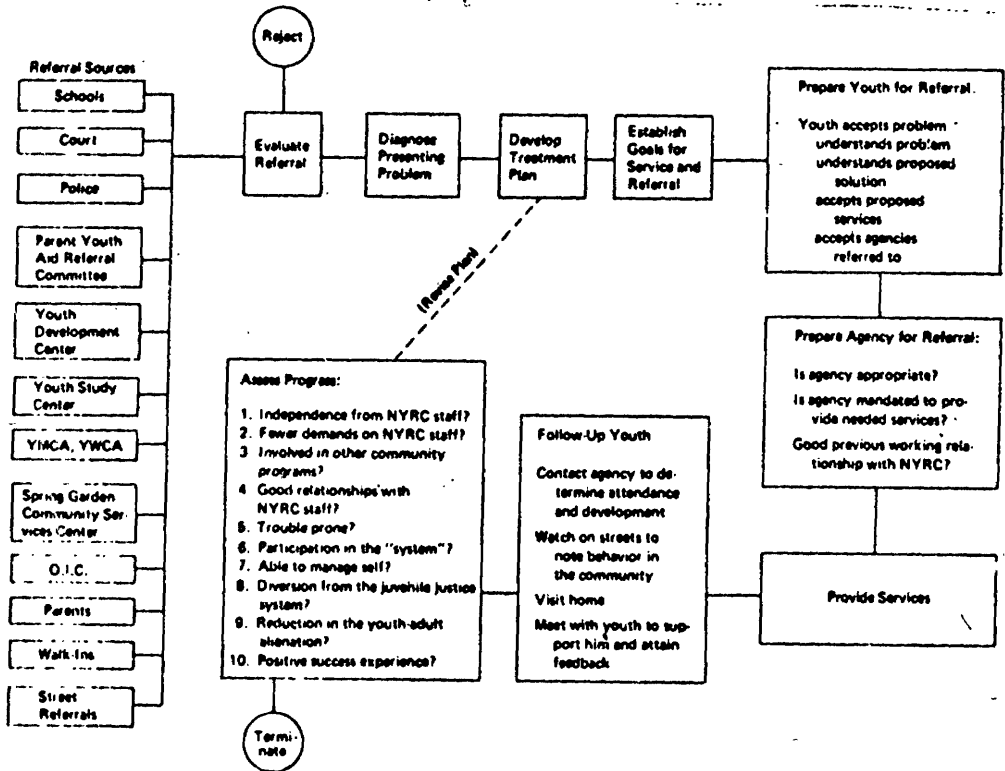 Reject
Referral Sources
Schools
Court
Police
Parent Youth
Aid Referral
Committee
Youth
Development
Center
Youth Study
Center
YMCA, YWCA
Spring Garden
Community Ser-
vices Center
O.I.C.
Parents
Walk-Ins
Street
Referrals
Evaluate
Referral
Diagnose
Presenting
Problem
Develop
Treatment
Plan
Establish
Goals for
Service and
Referral
Prepare Youth for Referral.
Youth accepts problem
understands problem
understands proposed
solution
accepts proposed
services
accepts agencies
referred to
(Revise Plan)
Prepare Agency for Referral:
Is agency appropriate?
Is agency mandated to pro-
vide needed services?
Good previous working rela-
tionship with NYRC?
Provide Services
Follow-Up Youth
Contact agency to de-
termine attendance
and development
Watch on streets to
note behavior in
the community
Visit home
Meet with youth to sup-
port him and attain
feedback
Assess Progress:
1. Independence from NYRC staff?
2. Fewer demands on NYRC staff?
3 Involved in other community
programs?
4 Good relationships with
NYRC staff?
5. Trouble prone?
6. Participation in the "system"?
7. Able to manage self?
8. Diversion from the juvenile justice
system?
9. Reduction in the youth-adult
alienation?
10. Positive success experience?
Termi-
nate